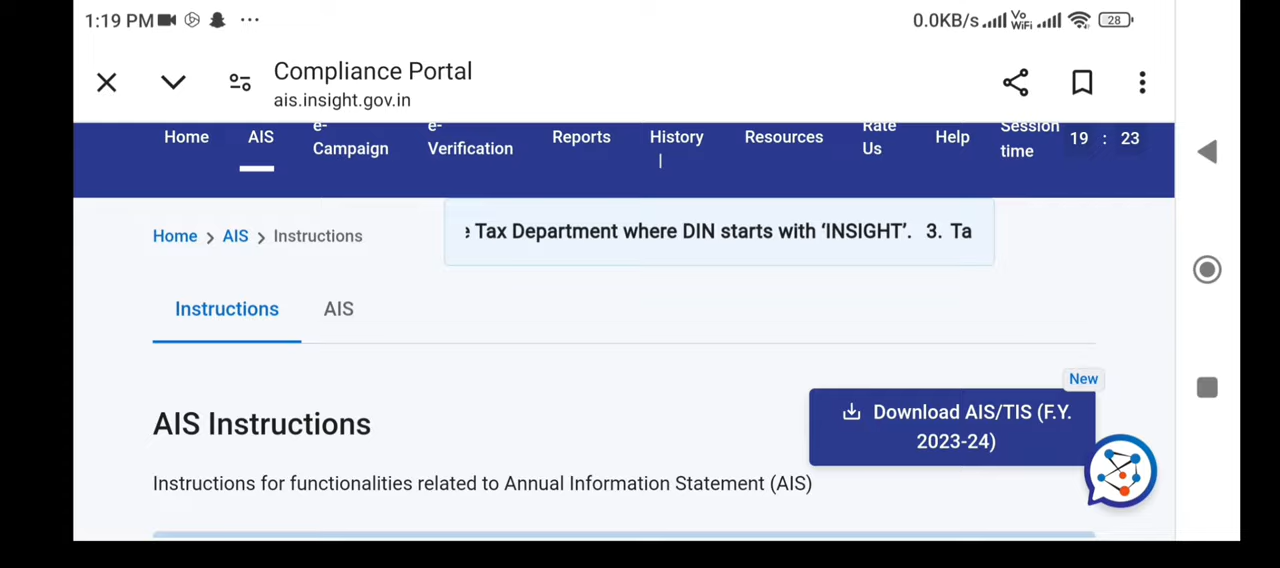 1:19 PM
0.0KB/s
Vo
WiFi
28
Compliance Portal
ais.insight.gov.in
Home
AIS
e-
Campaign
e-
Verification
Reports
History
Resources
Rate
Us
Help
Session
time
19 : 23
Home > AIS > Instructions
Tax Department where DIN starts with ‘INSIGHT’. 3. Ta
Instructions
AIS
New
AIS Instructions
Download AIS/TIS (F.Y.
2023-24)
Instructions for functionalities related to Annual Information Statement (AIS)